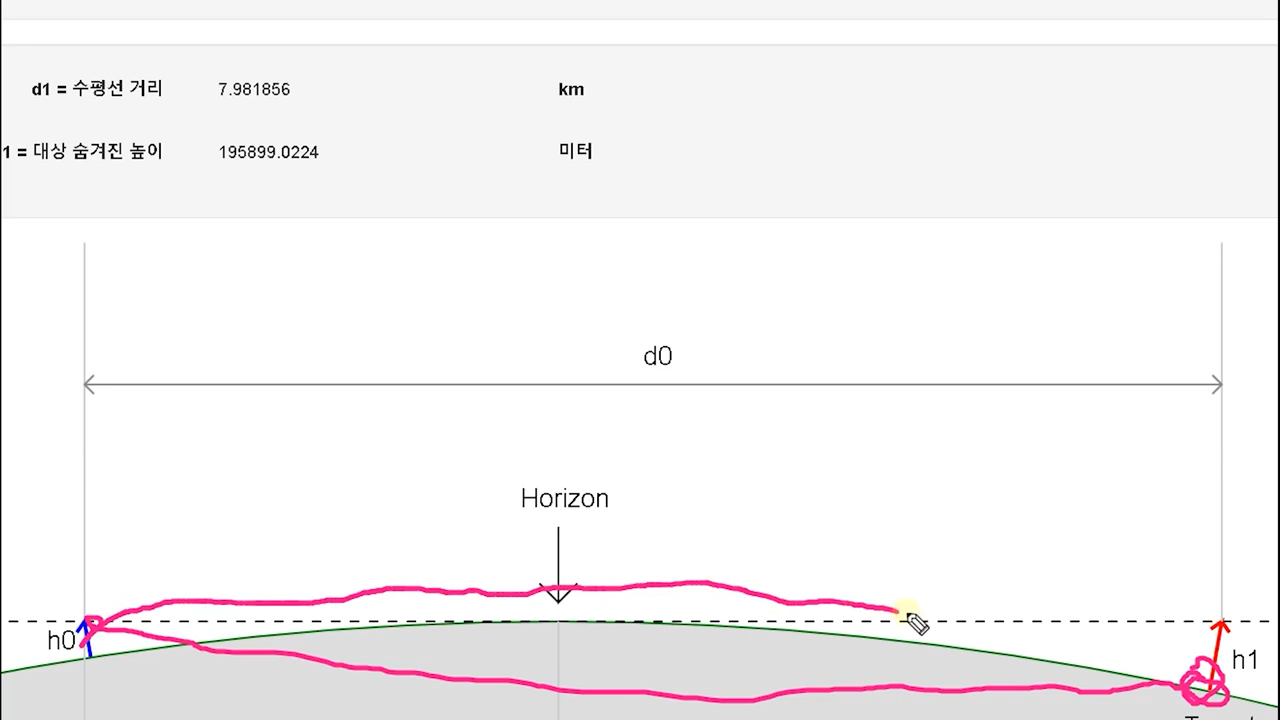 d1 = 수평선 거리 7.981856 km
1 = 대상 숨겨진 높이 195899.0224 미터
d0
Horizon
h0
h1